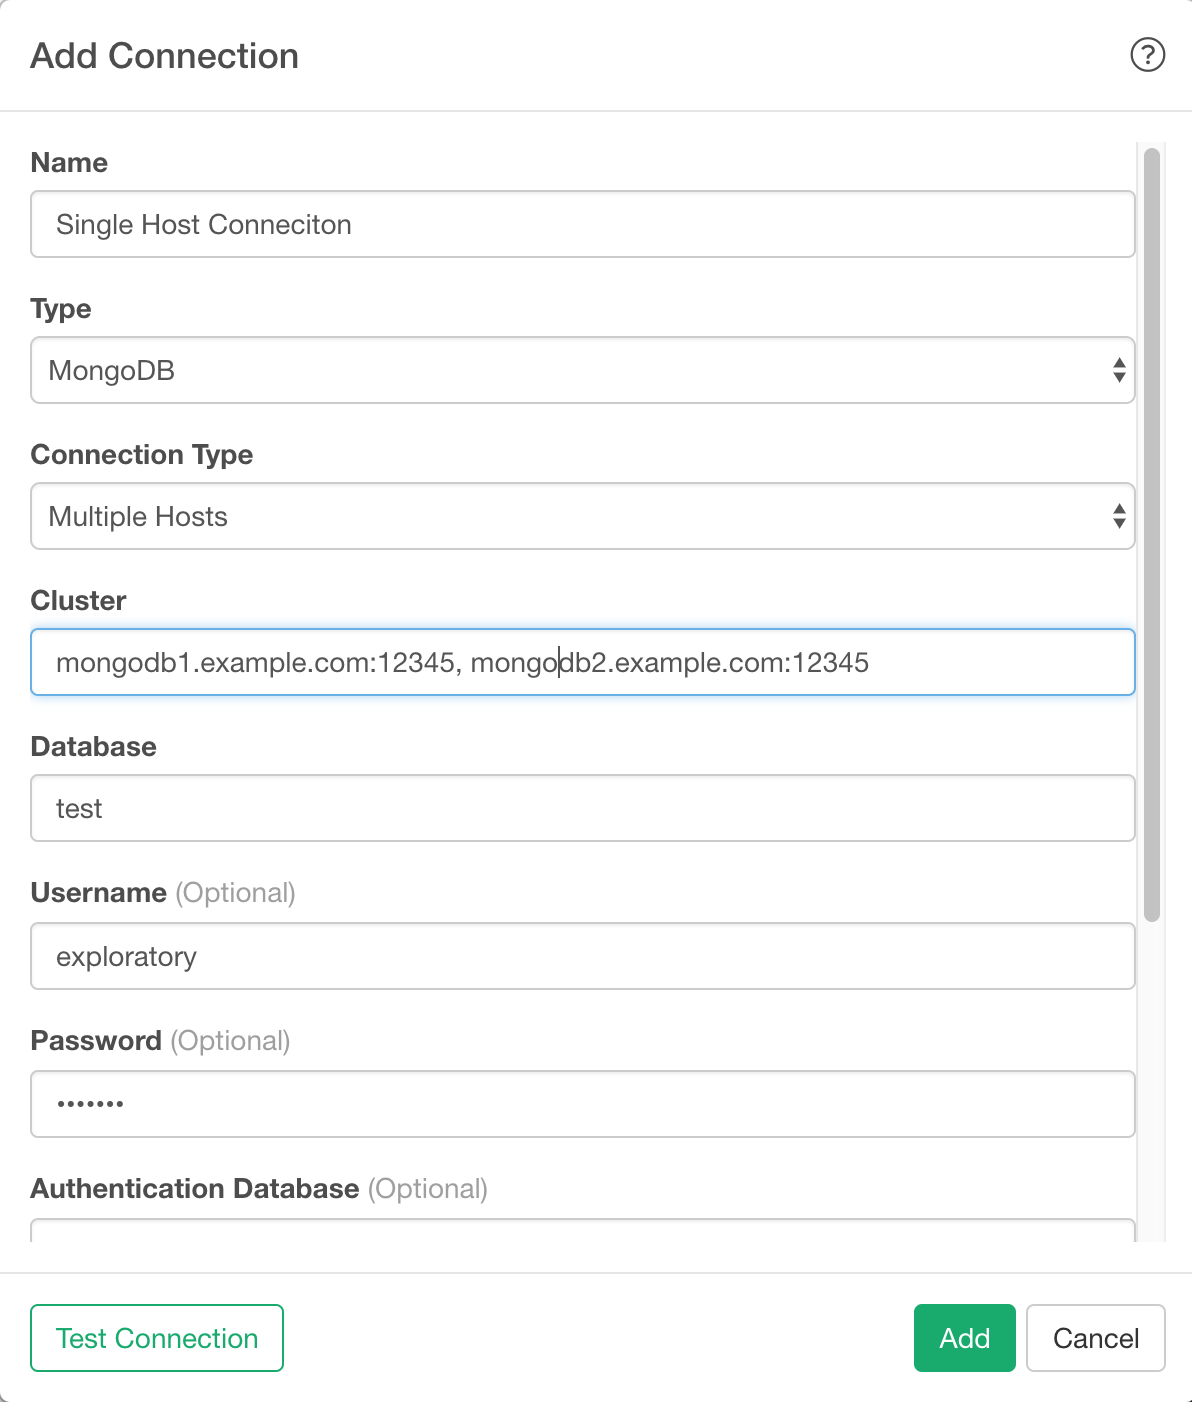 Add Connection
?
Name
Single Host Conneciton
Type
MongoDB
Connection Type
Multiple Hosts
Cluster
mongodb1.example.com:12345, mongodb2.example.com:12345
Database
test
Username (Optional)
exploratory
Password (Optional)
•••••••
Authentication Database (Optional)
Test Connection Add Cancel